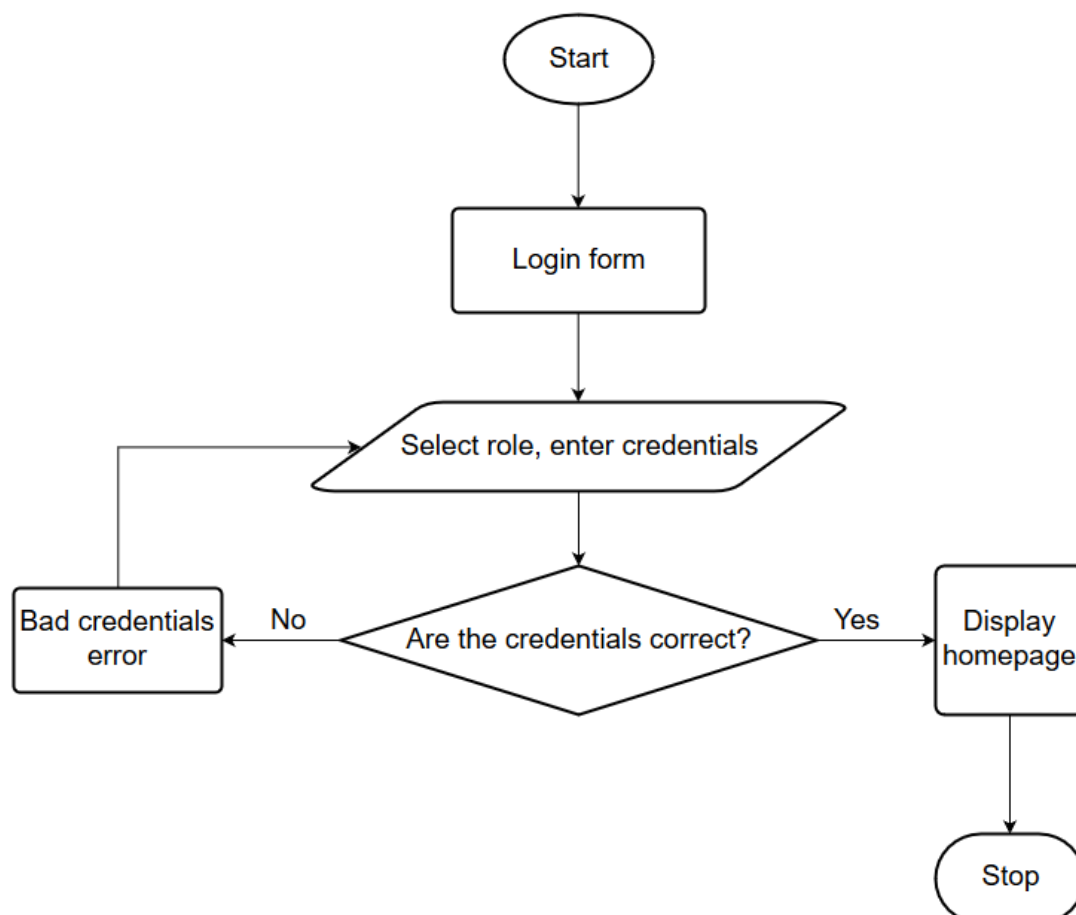 Start
Login form
Select role, enter credentials
Are the credentials correct?
No
Bad credentials
error
Yes
Display
homepage
Stop